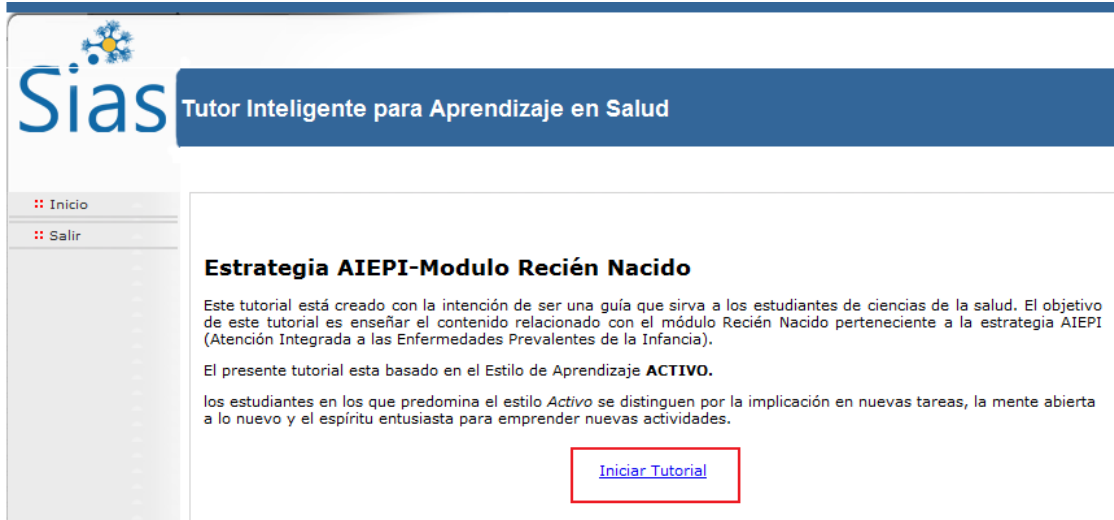 Sias
Tutor Inteligente para Aprendizaje en Salud
Inicio
Salir
Estrategia AIEPI-Modulo Recién Nacido
Este tutorial está creado con la intención de ser una guía que sirva a los estudiantes de ciencias de la salud. El objetivo
de este tutorial es enseñar el contenido relacionado con el módulo Recién Nacido perteneciente a la estrategia AIEPI
(Atención Integrada a las Enfermedades Prevalentes de la Infancia).
El presente tutorial esta basado en el Estilo de Aprendizaje ACTIVO.
los estudiantes en los que predomina el estilo Activo se distinguen por la implicación en nuevas tareas, la mente abierta
a lo nuevo y el espíritu entusiasta para emprender nuevas actividades.
Iniciar Tutorial